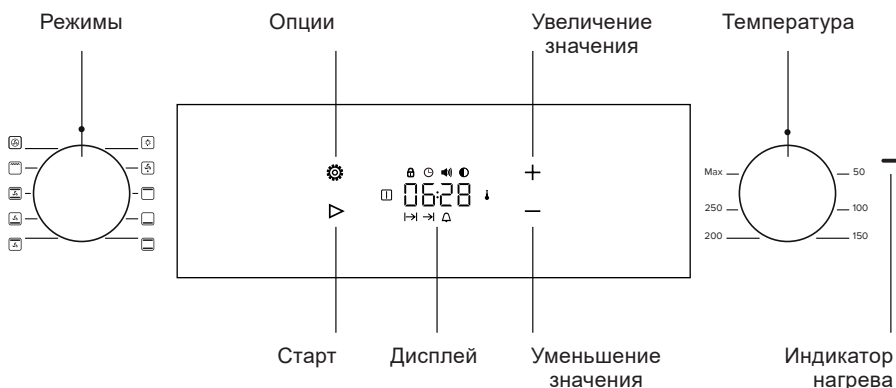 Режимы
Опции
Увеличение
значения
Температура
06:28
Max
50
250
100
200
150
Старт
Дисплей
Уменьшение
значения
Индикатор
нагрева